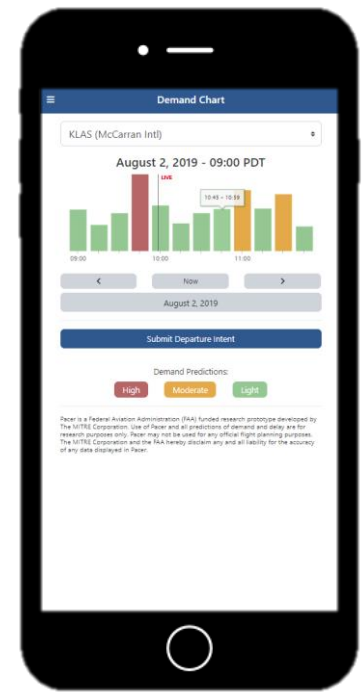 Demand Chart
KLAS (McCarran Intl)
August 2, 2019 - 09:00 PDT
LIVE
10:45 - 10:59
09:00 10:00 11:00
< Now >
August 2, 2019
Submit Departure Intent
Demand Predictions:
High Moderate Light
Pacer is a Federal Aviation Administration (FAA) funded research prototype developed by
The MITRE Corporation. Use of Pacer and all predictions of demand and delay are for
research purposes only. Pacer may not be used for any official flight planning purposes.
The MITRE Corporation and the FAA hereby disclaim any and all liability for the accuracy
of any data displayed in Pacer.